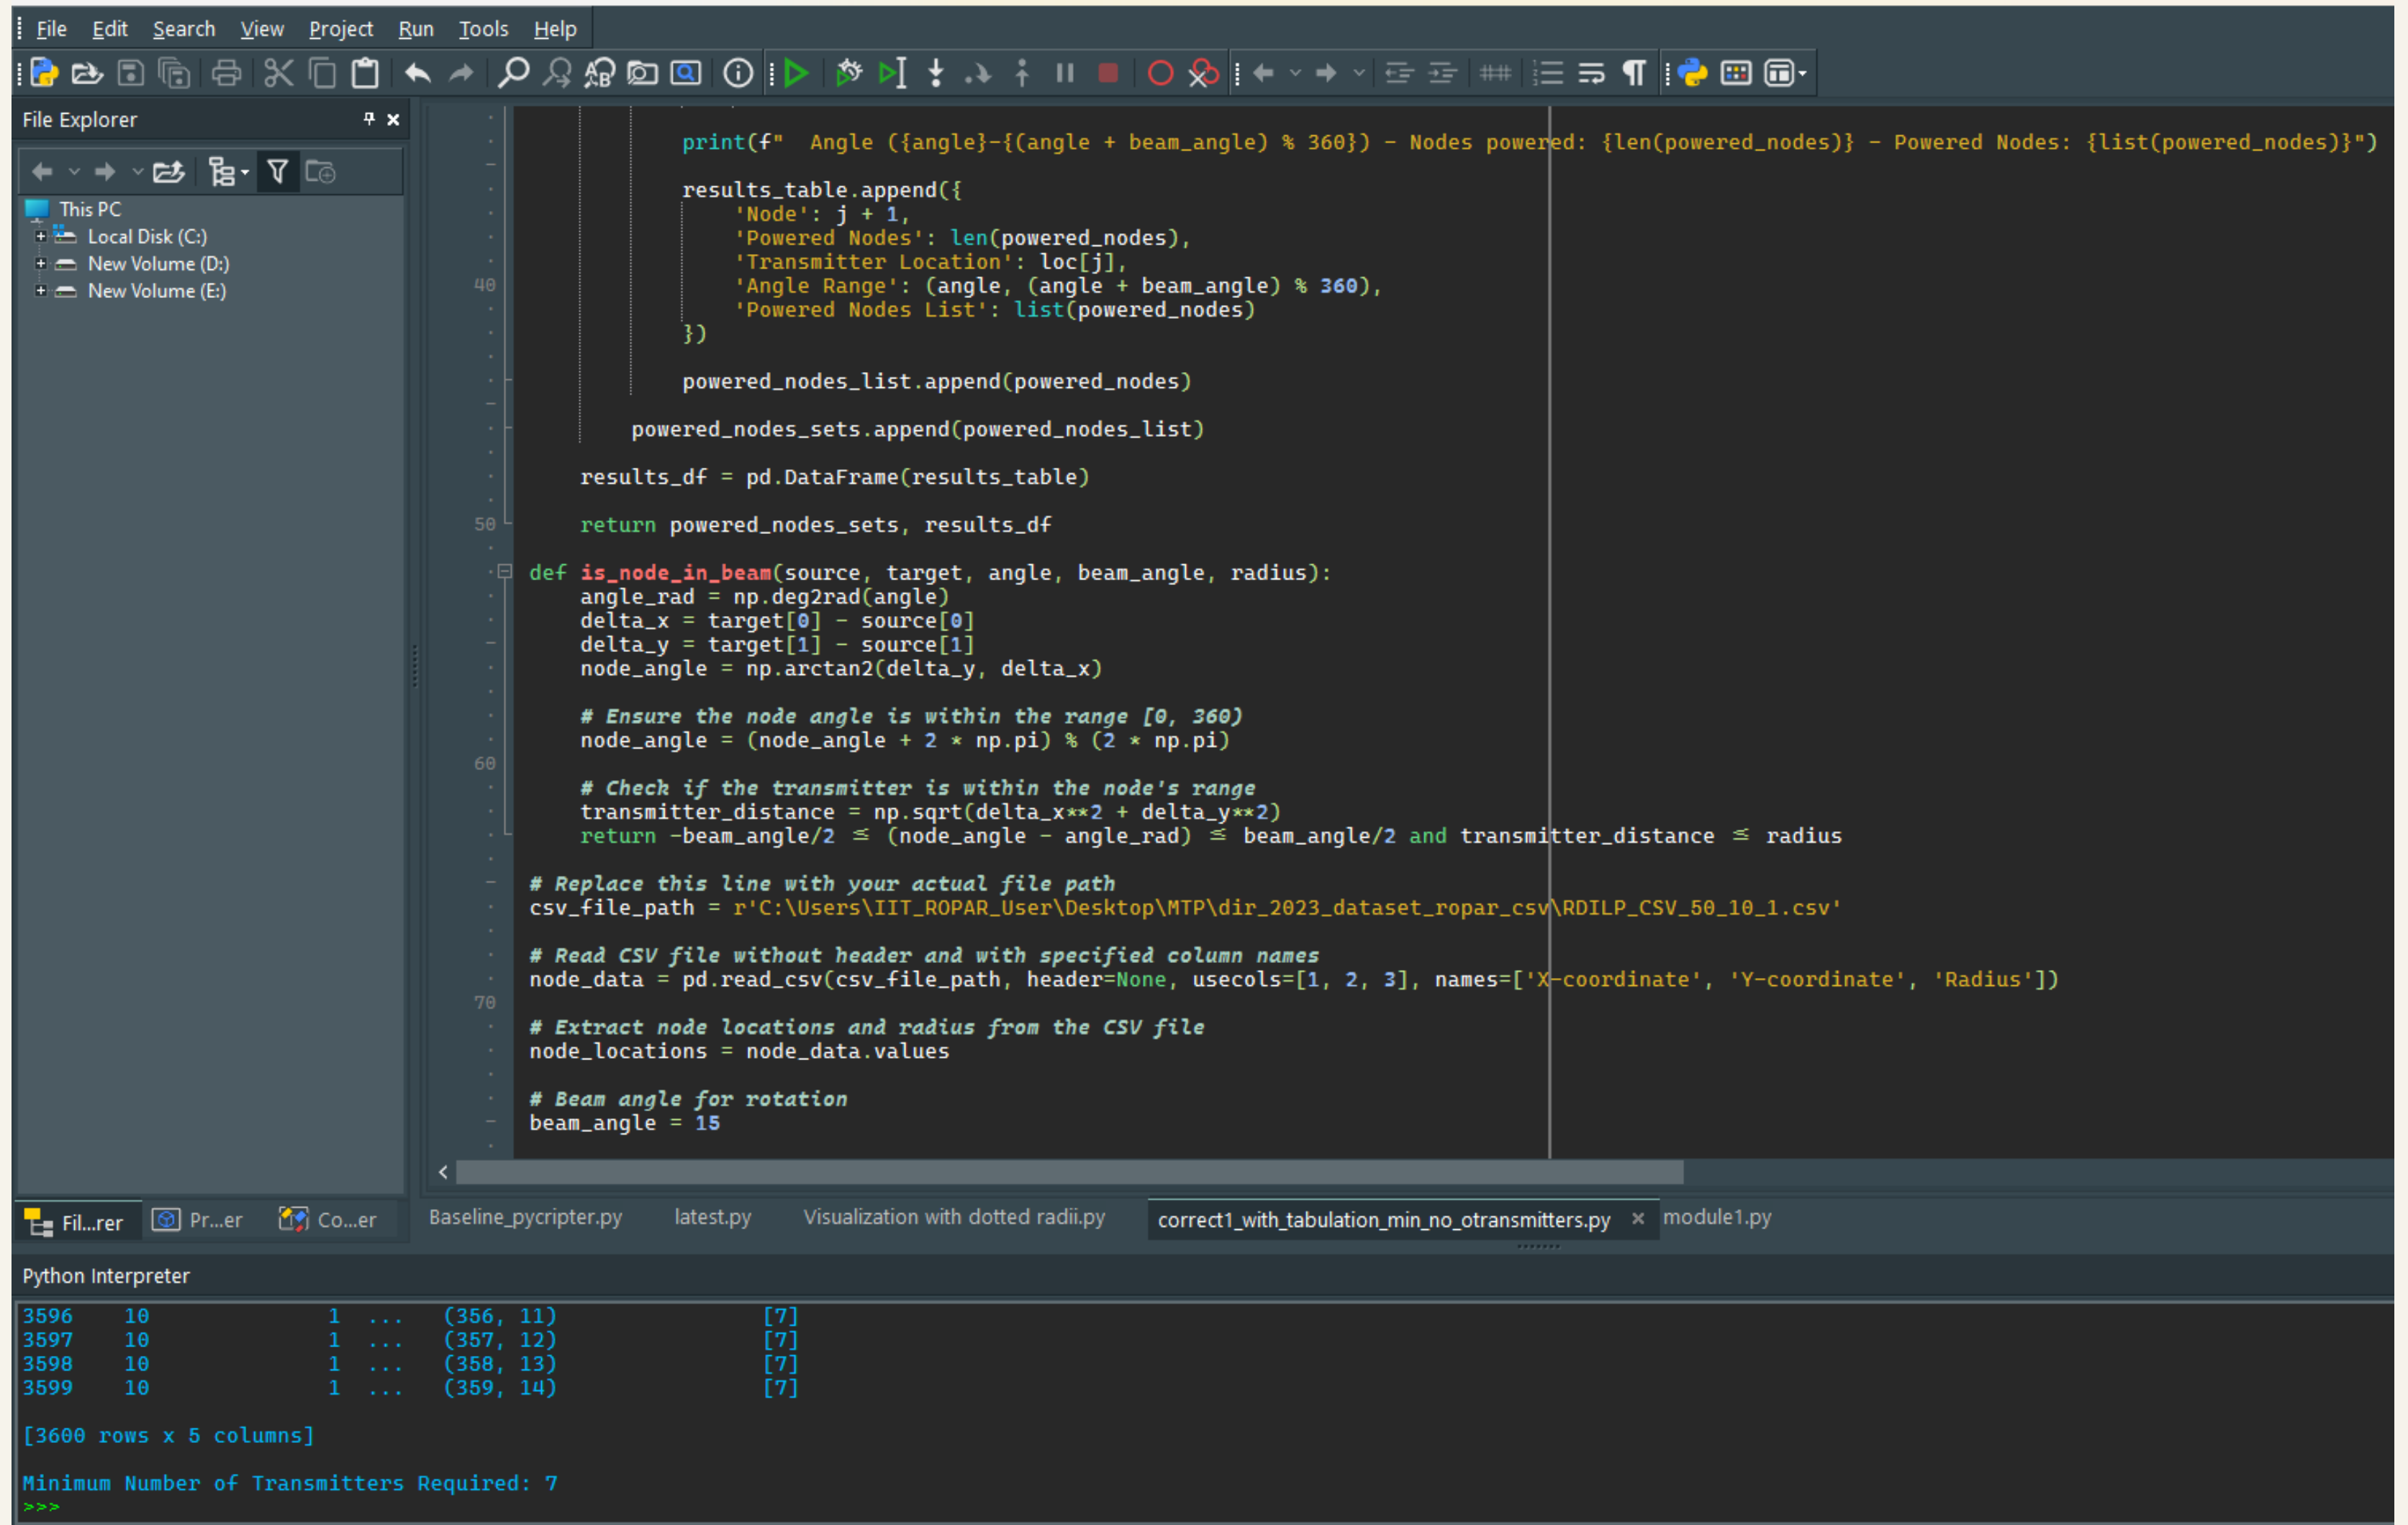 File Edit Search View Project Run Tools Help
File Explorer
This PC
Local Disk (C:)
New Volume (D:)
New Volume (E:)
print(f"  Angle ({angle}-{(angle + beam_angle) % 360}) - Nodes powered: {len(powered_nodes)} - Powered Nodes: {list(powered_nodes)}")
results_table.append({
'Node': j + 1,
'Powered Nodes': len(powered_nodes),
'Transmitter Location': loc[j],
40 'Angle Range': (angle, (angle + beam_angle) % 360),
'Powered Nodes List': list(powered_nodes)
})
powered_nodes_list.append(powered_nodes)
powered_nodes_sets.append(powered_nodes_list)
results_df = pd.DataFrame(results_table)
50 return powered_nodes_sets, results_df
def is_node_in_beam(source, target, angle, beam_angle, radius):
angle_rad = np.deg2rad(angle)
delta_x = target[0] - source[0]
delta_y = target[1] - source[1]
node_angle = np.arctan2(delta_y, delta_x)
# Ensure the node angle is within the range [0, 360)
node_angle = (node_angle + 2 * np.pi) % (2 * np.pi)
60
# Check if the transmitter is within the node's range
transmitter_distance = np.sqrt(delta_x**2 + delta_y**2)
return -beam_angle/2 ≤ (node_angle - angle_rad) ≤ beam_angle/2 and transmitter_distance ≤ radius
# Replace this line with your actual file path
csv_file_path = r'C:\Users\IIT_ROPAR_User\Desktop\MTP\dir_2023_dataset_ropar_csv\RDILP_CSV_50_10_1.csv'
# Read CSV file without header and with specified column names
node_data = pd.read_csv(csv_file_path, header=None, usecols=[1, 2, 3], names=['X-coordinate', 'Y-coordinate', 'Radius'])
70
# Extract node locations and radius from the CSV file
node_locations = node_data.values
# Beam angle for rotation
beam_angle = 15
Fil...rer Pr...er Co...er
Baseline_pycripter.py latest.py Visualization with dotted radii.py correct1_with_tabulation_min_no_otransmitters.py × module1.py
Python Interpreter
3596 10 1 ... (356, 11) [7]
3597 10 1 ... (357, 12) [7]
3598 10 1 ... (358, 13) [7]
3599 10 1 ... (359, 14) [7]
[3600 rows x 5 columns]
Minimum Number of Transmitters Required: 7
>>>